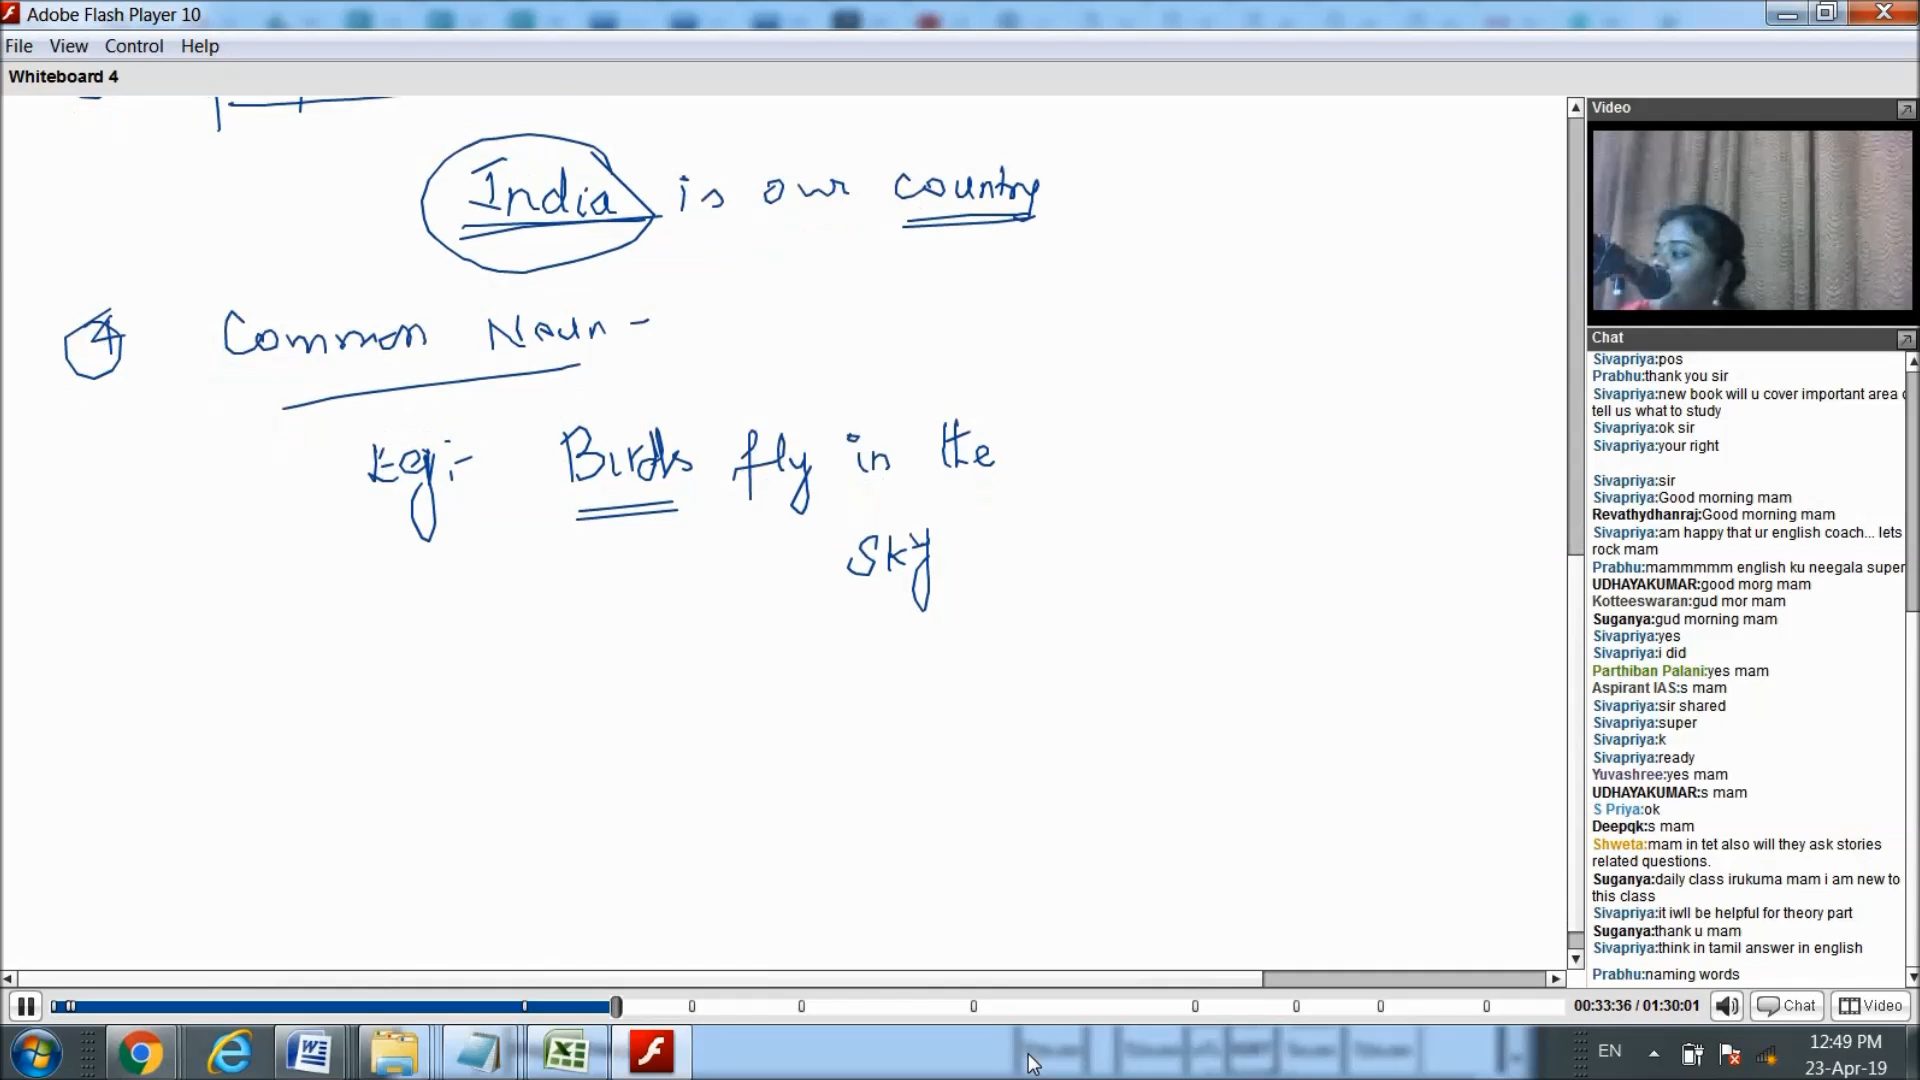 Adobe Flash Player 10
File View Control Help
Whiteboard 4
India is our country
4 Common Noun -
Eg:- Birds fly in the
sky
Video
Chat
Sivapriya:pos
Prabhu:thank you sir
Sivapriya:new book will u cover important area
tell us what to study
Sivapriya:ok sir
Sivapriya:your right
Sivapriya:sir
Sivapriya:Good morning mam
Revathydhanraj:Good morning mam
Sivapriya:am happy that ur english coach... lets
rock mam
Prabhu:mammmmm english ku neegala super
UDHAYAKUMAR:good morg mam
Kotteeswaran:gud mor mam
Suganya:gud morning mam
Sivapriya:yes
Sivapriya:i did
Parthiban Palani:yes mam
Aspirant IAS:s mam
Sivapriya:sir shared
Sivapriya:super
Sivapriya:k
Sivapriya:ready
Yuvashree:yes mam
UDHAYAKUMAR:s mam
S Priya:ok
Deepqk:s mam
Shweta:mam in tet also will they ask stories
related questions.
Suganya:daily class irukuma mam i am new to
this class
Sivapriya:it iwll be helpful for theory part
Suganya:thank u mam
Sivapriya:think in tamil answer in english
Prabhu:naming words
00:33:36 / 01:30:01 Chat Video
EN 12:49 PM
23-Apr-19